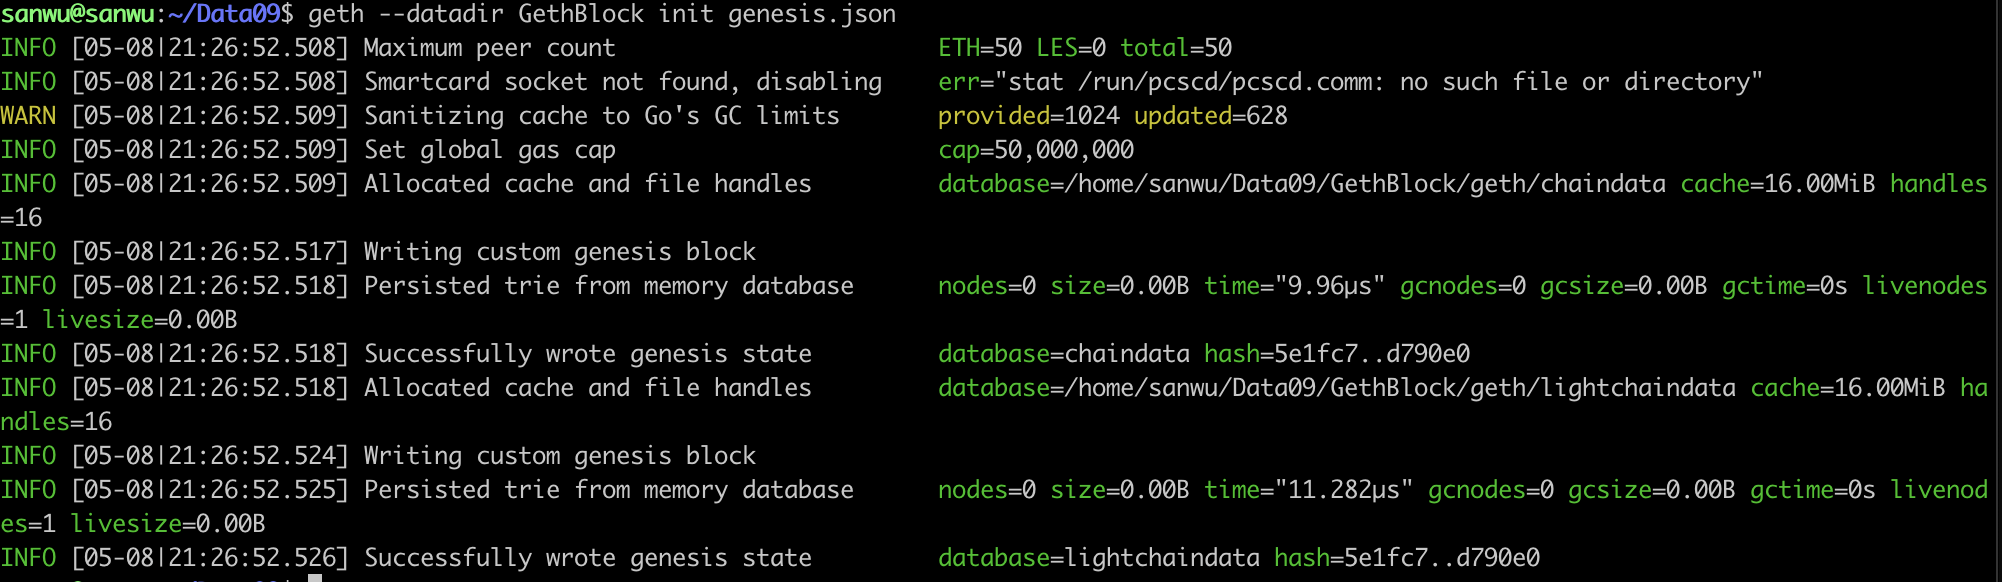 sanwu@sanwu:~/Data09$ geth --datadir GethBlock init genesis.json
INFO [05-08|21:26:52.508] Maximum peer count                       ETH=50 LES=0 total=50
INFO [05-08|21:26:52.508] Smartcard socket not found, disabling    err="stat /run/pcscd/pcscd.comm: no such file or directory"
WARN [05-08|21:26:52.509] Sanitizing cache to Go's GC limits       provided=1024 updated=628
INFO [05-08|21:26:52.509] Set global gas cap                       cap=50,000,000
INFO [05-08|21:26:52.509] Allocated cache and file handles         database=/home/sanwu/Data09/GethBlock/geth/chaindata cache=16.00MiB handles
=16
INFO [05-08|21:26:52.517] Writing custom genesis block
INFO [05-08|21:26:52.518] Persisted trie from memory database      nodes=0 size=0.00B time="9.96µs" gcnodes=0 gcsize=0.00B gctime=0s livenodes
=1 livesize=0.00B
INFO [05-08|21:26:52.518] Successfully wrote genesis state         database=chaindata hash=5e1fc7..d790e0
INFO [05-08|21:26:52.518] Allocated cache and file handles         database=/home/sanwu/Data09/GethBlock/geth/lightchaindata cache=16.00MiB ha
ndles=16
INFO [05-08|21:26:52.524] Writing custom genesis block
INFO [05-08|21:26:52.525] Persisted trie from memory database      nodes=0 size=0.00B time="11.282µs" gcnodes=0 gcsize=0.00B gctime=0s livenod
es=1 livesize=0.00B
INFO [05-08|21:26:52.526] Successfully wrote genesis state         database=lightchaindata hash=5e1fc7..d790e0